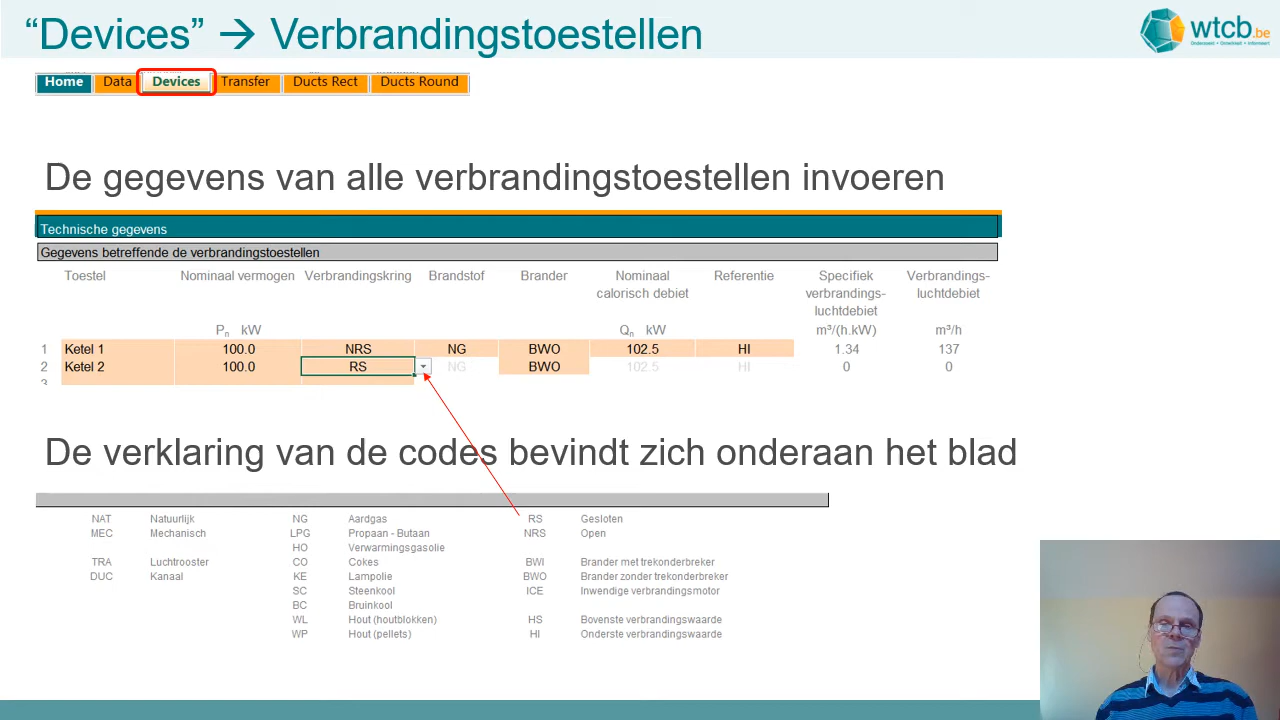 “Devices” → Verbrandingstoestellen
wtcb.be
Home Data Devices Transfer Ducts Rect Ducts Round
De gegevens van alle verbrandingstoestellen invoeren
Technische gegevens
Gegevens betreffende de verbrandingstoestellen
Toestel Nominaal vermogen Verbrandingskring Brandstof Brander Nominaal Referentie Specifiek Verbrandings-
calorisch debiet verbrandings- luchtdebiet
luchtdebiet
Pn kW Qn kW m³/(h.kW) m³/h
1 Ketel 1 100.0 NRS NG BWO 102.5 HI 1.34 137
2 Ketel 2 100.0 RS NG BWO 102.5 HI 0 0
3
De verklaring van de codes bevindt zich onderaan het blad
NAT Natuurlijk NG Aardgas RS Gesloten
MEC Mechanisch LPG Propaan - Butaan NRS Open
HO Verwarmingsgasolie
TRA Luchtrooster CO Cokes BWI Brander met trekonderbreker
DUC Kanaal KE Lampolie BWO Brander zonder trekonderbreker
SC Steenkool ICE Inwendige verbrandingsmotor
BC Bruinkool
WL Hout (houtblokken) HS Bovenste verbrandingswaarde
WP Hout (pellets) HI Onderste verbrandingswaarde